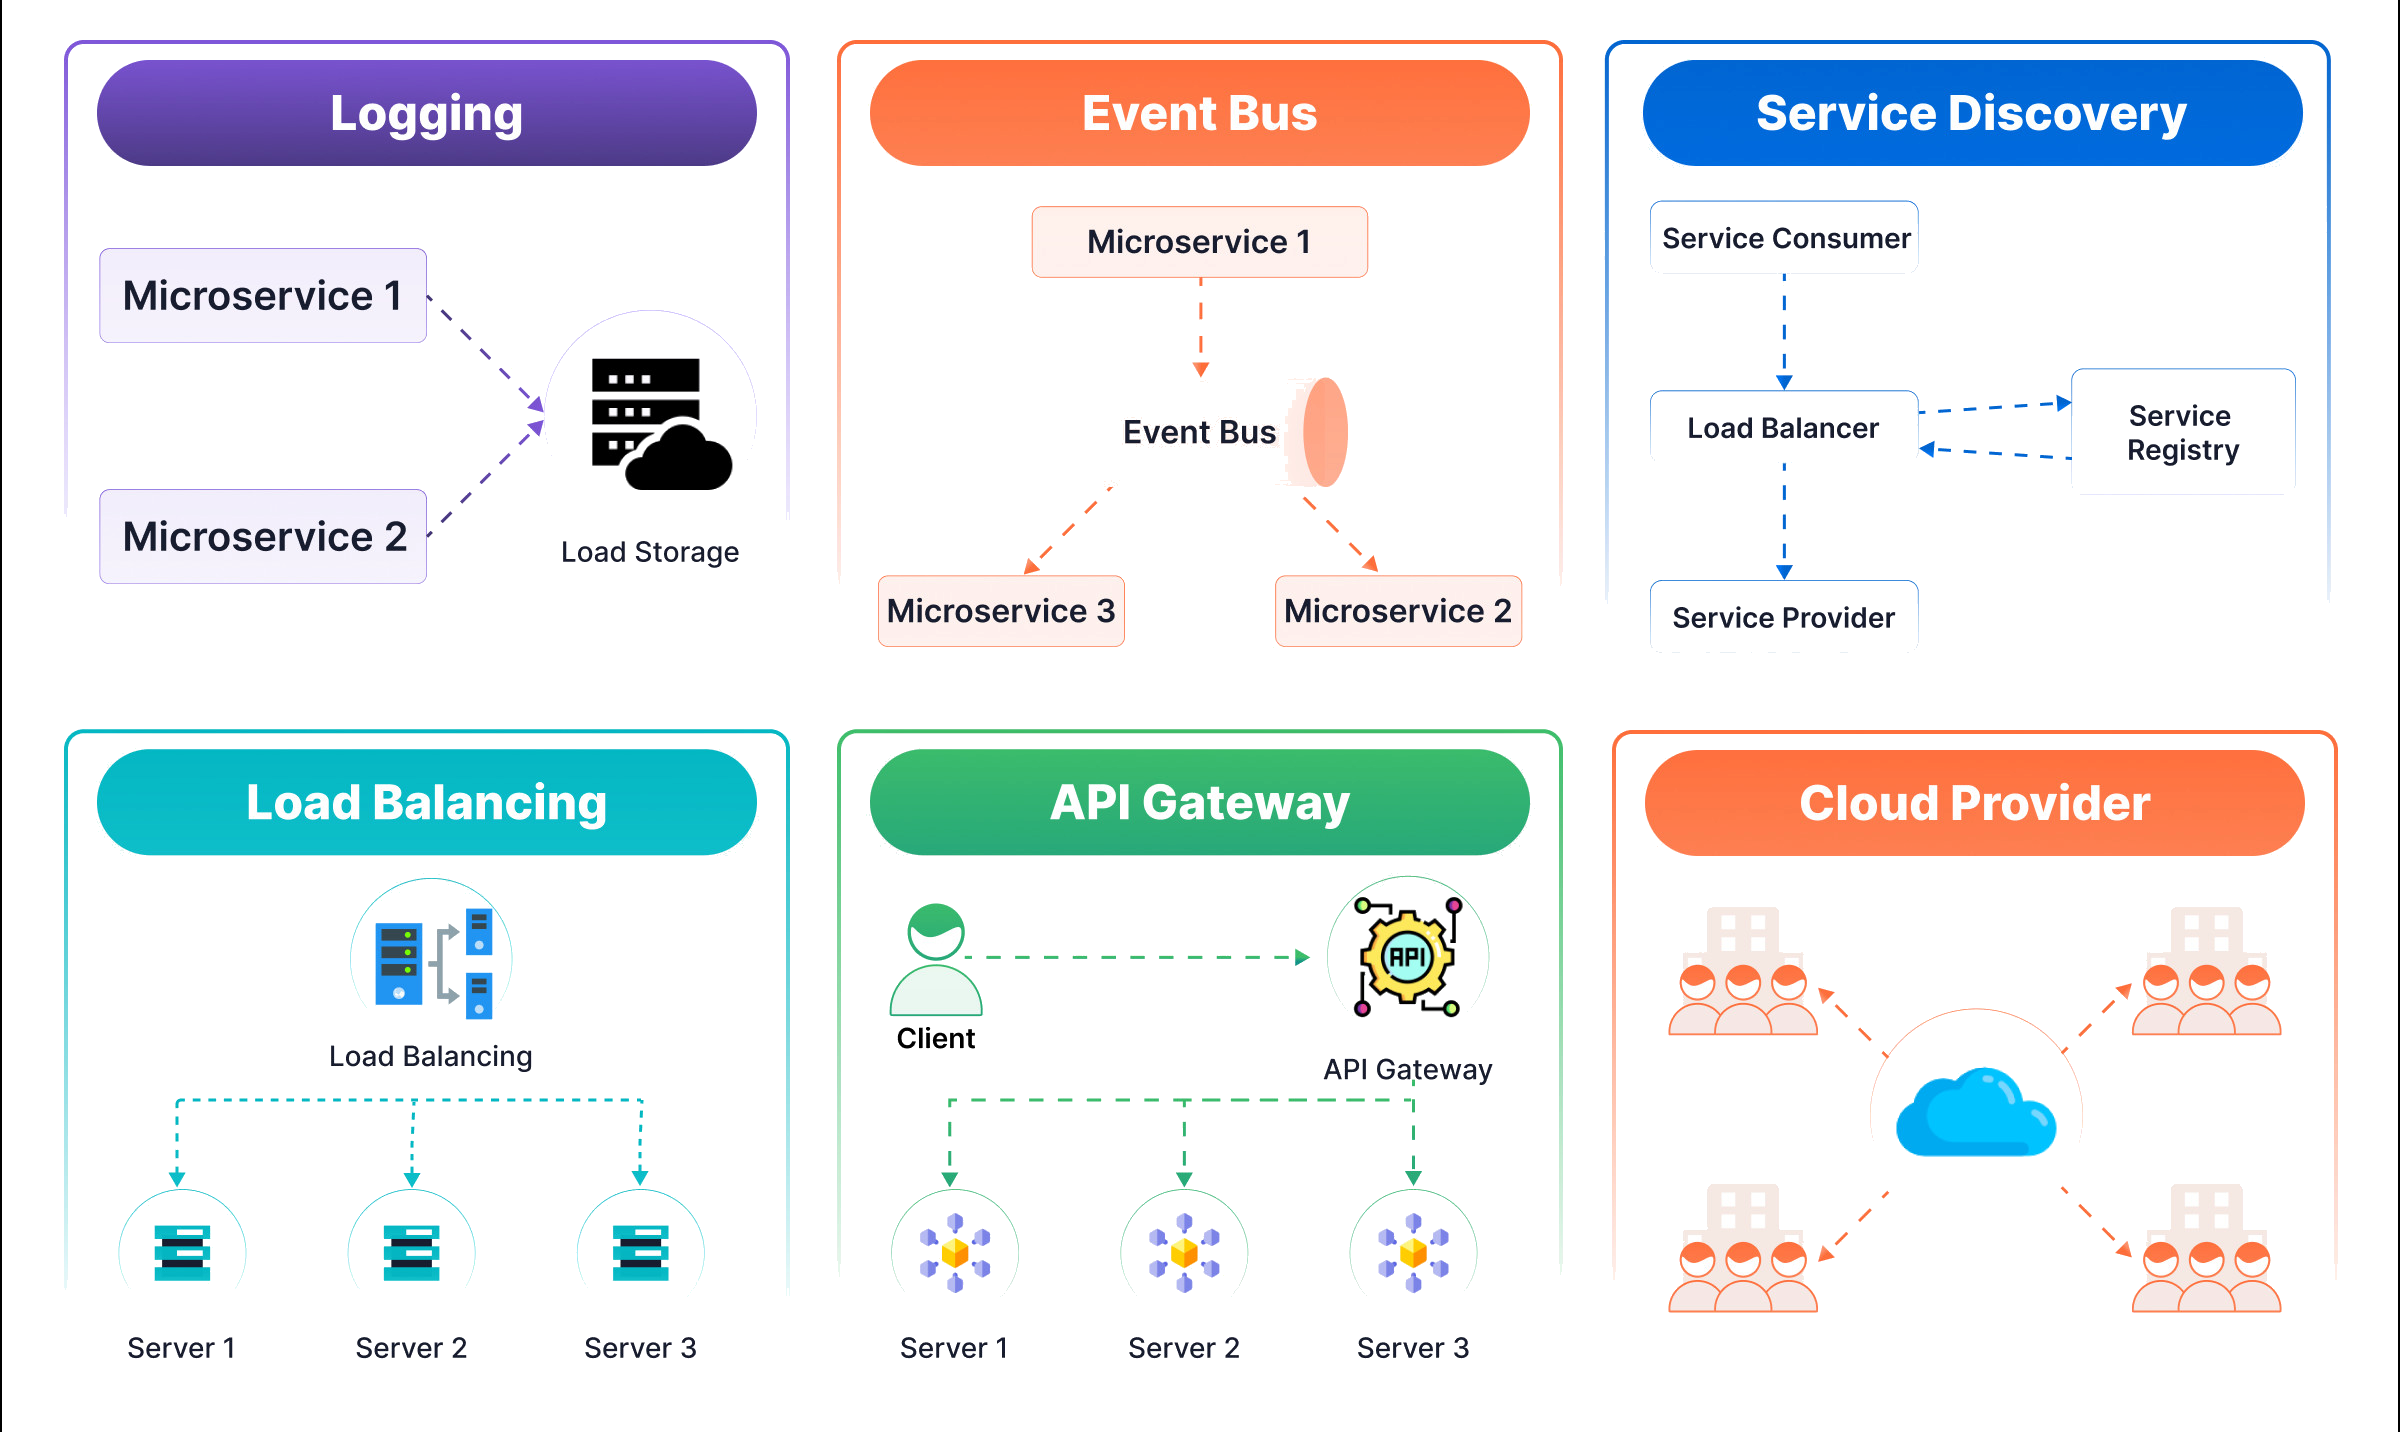 Logging
Microservice 1
Microservice 2
Load Storage
Event Bus
Microservice 1
Event Bus
Microservice 3
Microservice 2
Service Discovery
Service Consumer
Load Balancer
Service
Registry
Service Provider
Load Balancing
Load Balancing
Server 1
Server 2
Server 3
API Gateway
API
Client
API Gateway
Server 1
Server 2
Server 3
Cloud Provider